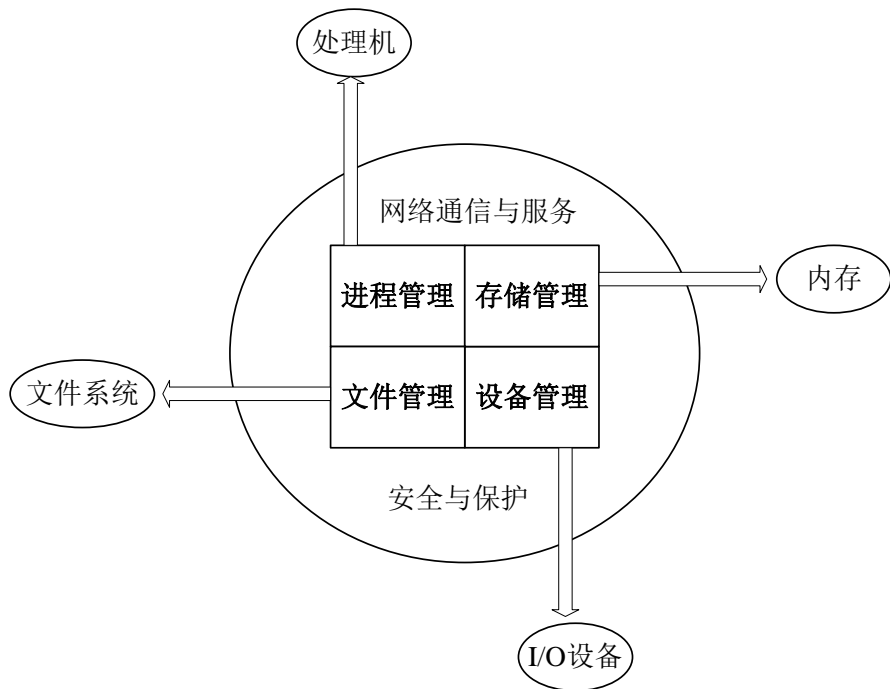 处理机
网络通信与服务
进程管理
存储管理
内存
文件系统
文件管理
设备管理
安全与保护
I/O设备